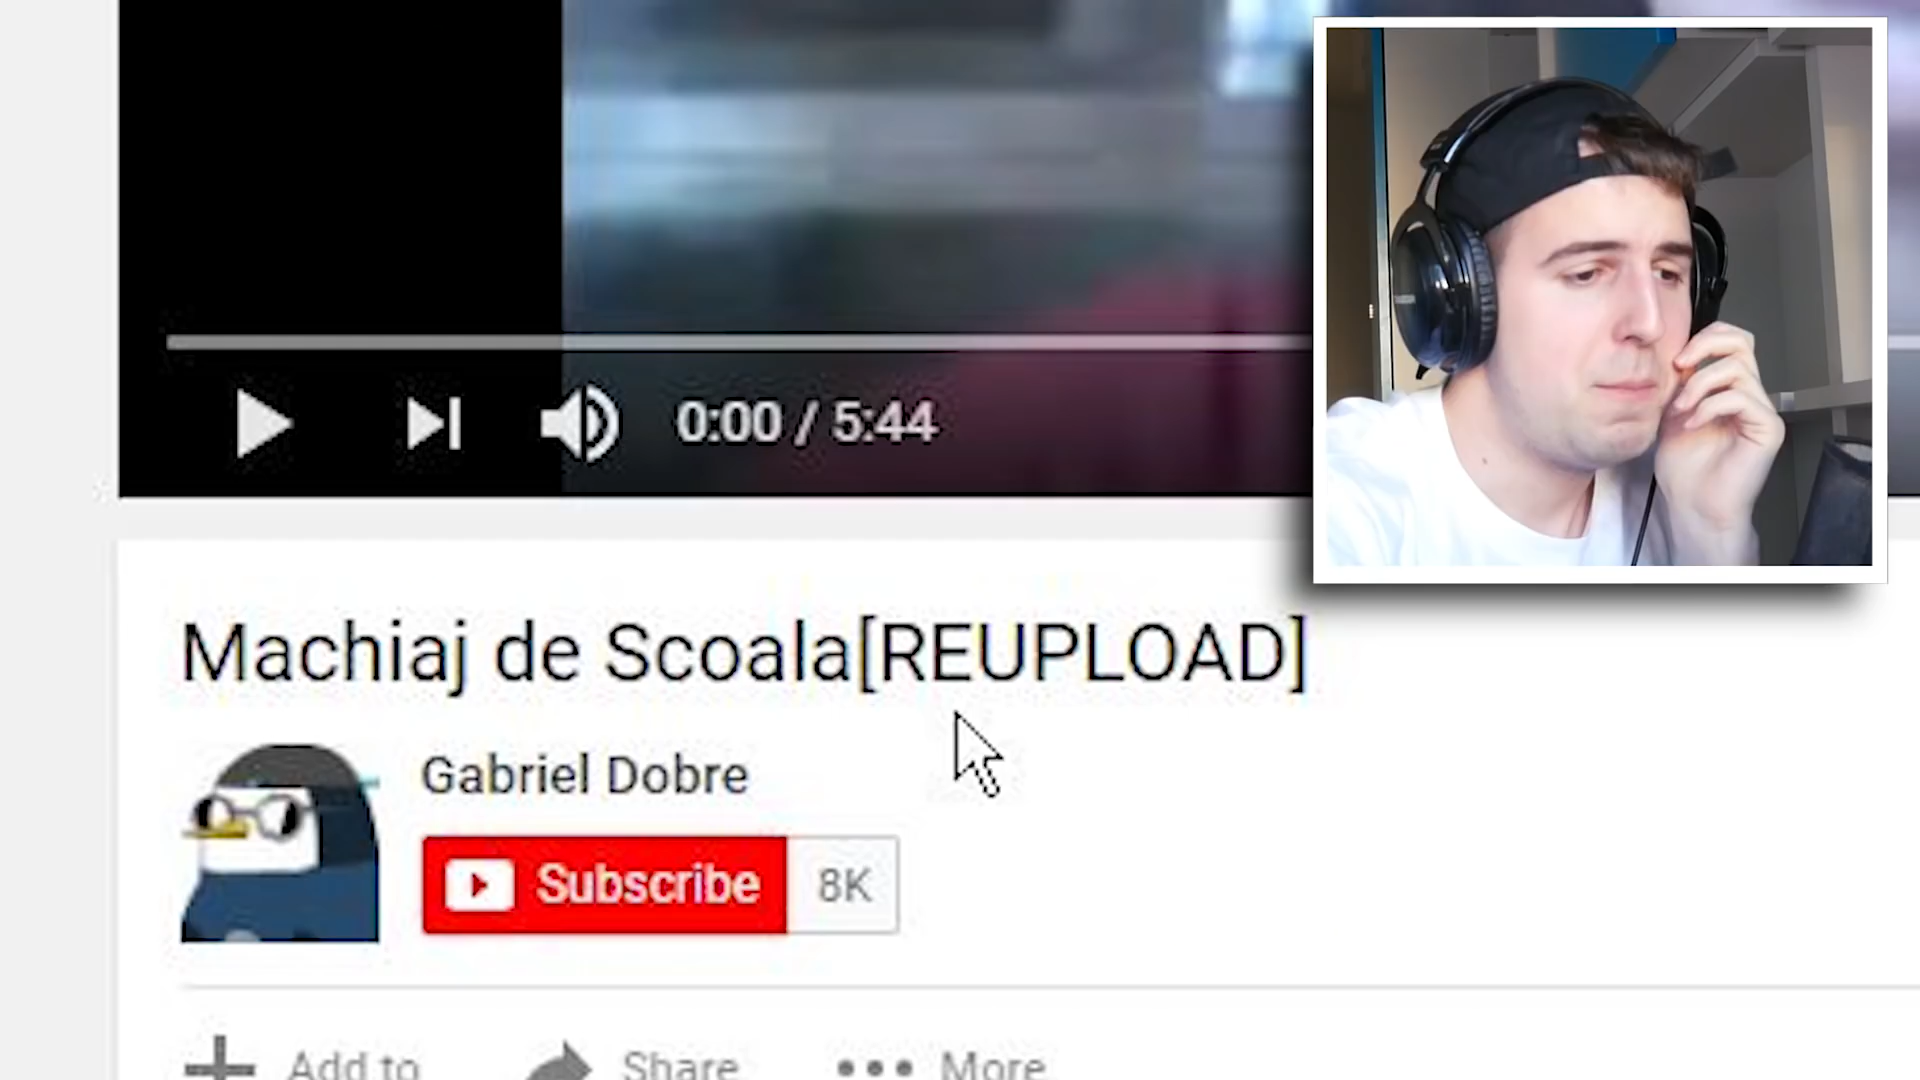 0:00 / 5:44
Machiaj de Scoala[REUPLOAD]
Gabriel Dobre
Subscribe 8K
Add to Share More